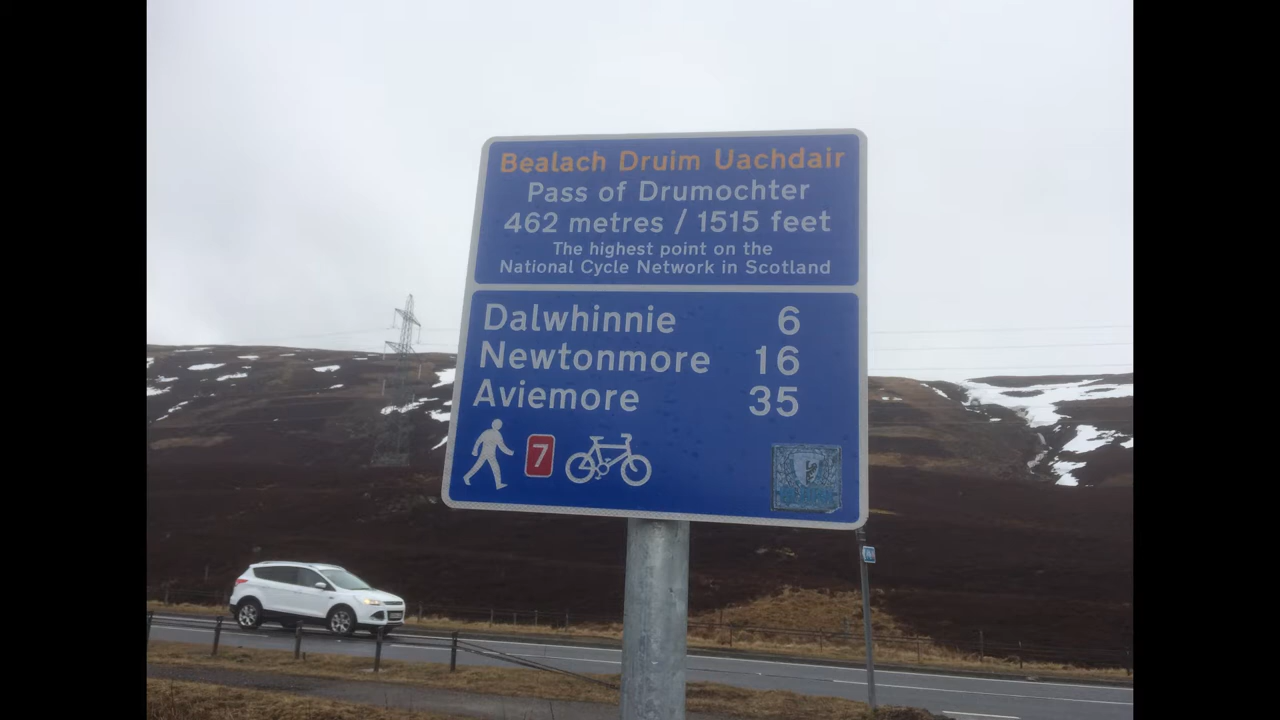 Bealach Druim Uachdair
Pass of Drumochter
462 metres / 1515 feet
The highest point on the
National Cycle Network in Scotland
Dalwhinnie 6
Newtonmore 16
Aviemore 35
7